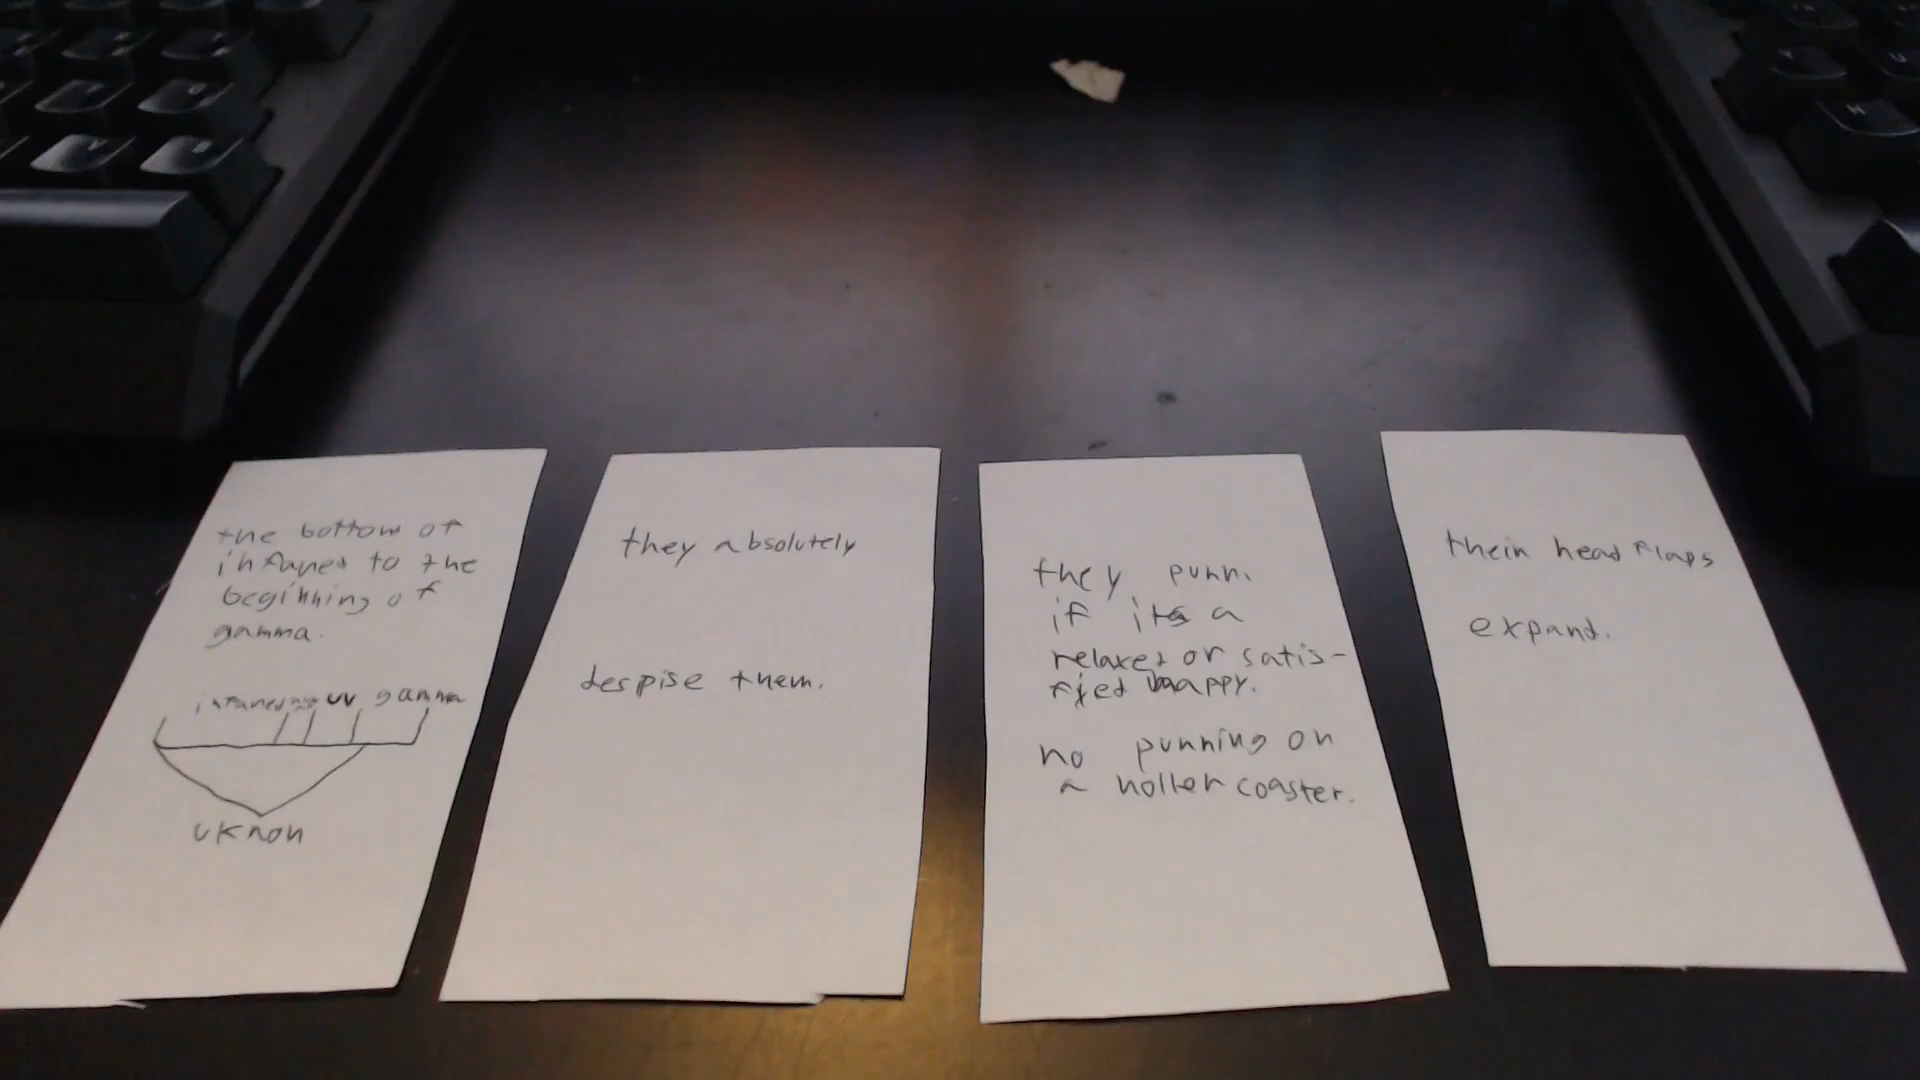 the bottom of
infrared to the
beginning of
gamma.
infrared
UV
gamma
uknon
they absolutely
despise them.
they purr.
if its a
relaxed or satis-
fied happy.
no purring on
a roller coaster.
their head flaps
expand.